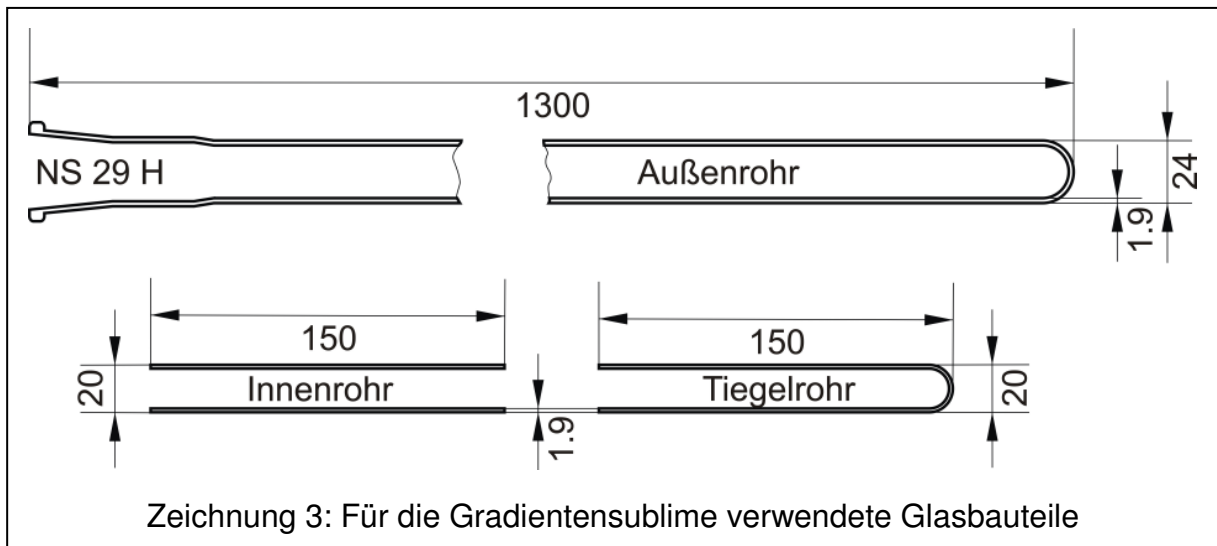 1300
NS 29 H
Außenrohr
24
1.9
150
150
20
Innenrohr
Tiegelrohr
20
1.9
Zeichnung 3: Für die Gradientensublime verwendete Glasbauteile